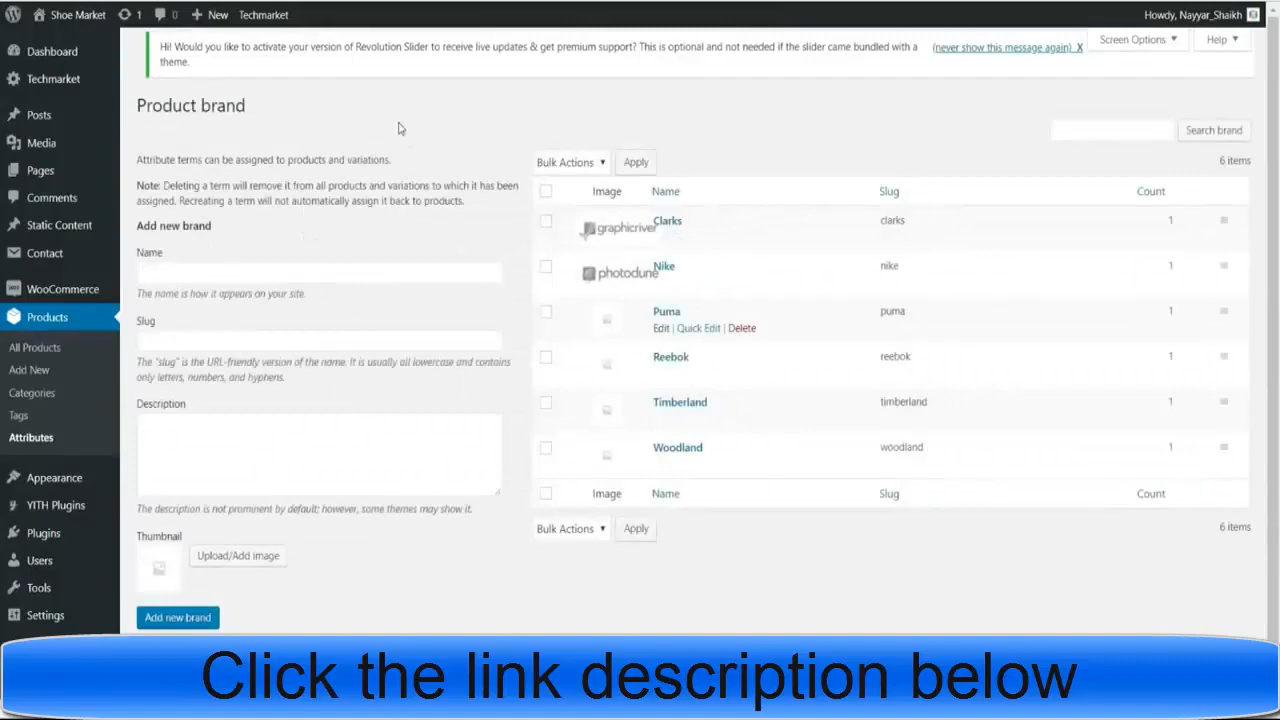 Shoe Market 1 0 New Techmarket Howdy, Nayyar_Shaikh
Dashboard
Techmarket
Posts
Media
Pages
Comments
Static Content
Contact
WooCommerce
Products
All Products
Add New
Categories
Tags
Attributes
Appearance
YITH Plugins
Plugins
Users
Tools
Settings
Hi! Would you like to activate your version of Revolution Slider to receive live updates & get premium support? This is optional and not needed if the slider came bundled with a
theme.
(never show this message again) X
Screen Options ▼ Help ▼
Product brand
Search brand
Attribute terms can be assigned to products and variations.
Note: Deleting a term will remove it from all products and variations to which it has been
assigned. Recreating a term will not automatically assign it back to products.
Add new brand
Name
The name is how it appears on your site.
Slug
The "slug" is the URL-friendly version of the name. It is usually all lowercase and contains
only letters, numbers, and hyphens.
Description
The description is not prominent by default; however, some themes may show it.
Thumbnail
Upload/Add image
Add new brand
Bulk Actions ▼ Apply 6 items
Image Name Slug Count
graphicriver Clarks clarks 1
photodune Nike nike 1
Puma puma 1
Edit | Quick Edit | Delete
Reebok reebok 1
Timberland timberland 1
Woodland woodland 1
Image Name Slug Count
Bulk Actions ▼ Apply 6 items
Click the link description below